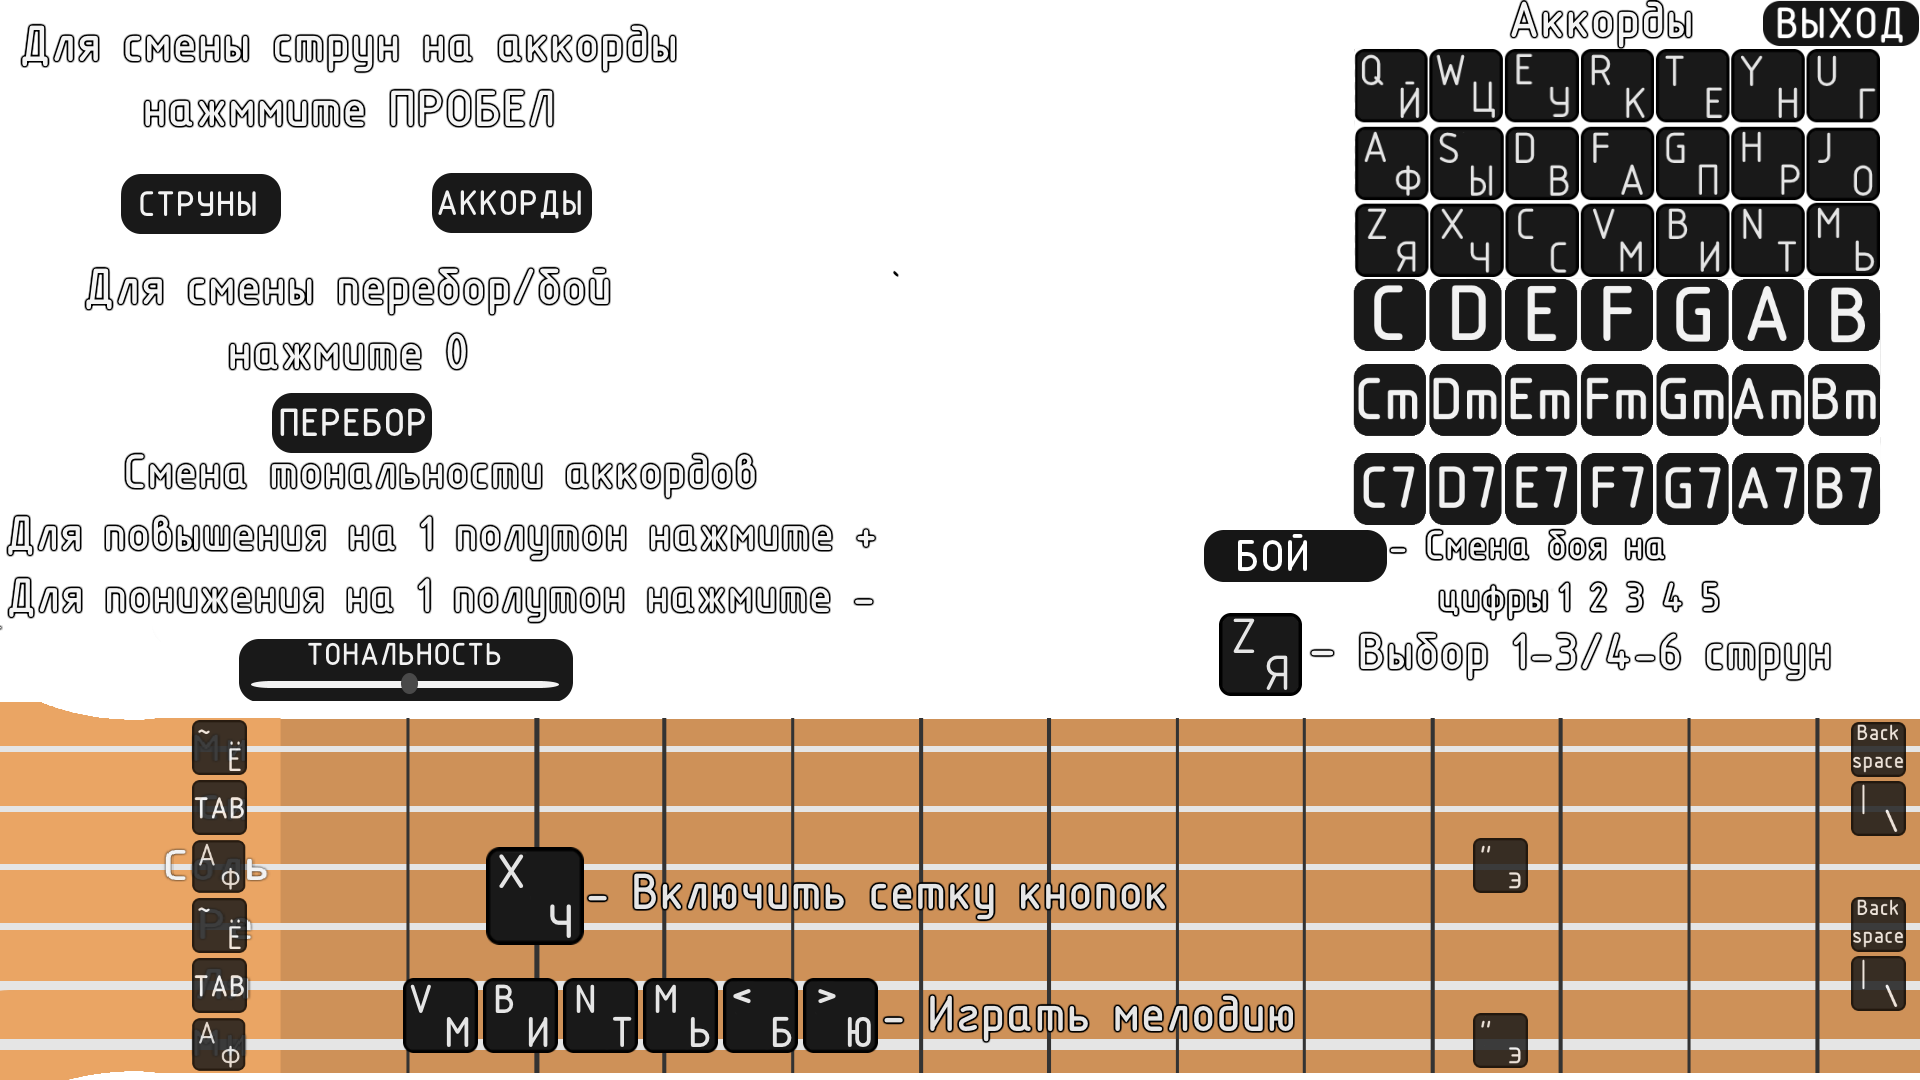 Для смены струн на аккорды
нажммите ПРОБЕЛ
СТРУНЫ
АККОРДЫ
Для смены перебор/бой
нажмите 0
ПЕРЕБОР
Смена тональности аккордов
Для повышения на 1 полутон нажмите +
Для понижения на 1 полутон нажмите -
ТОНАЛЬНОСТЬ
Аккорды
ВЫХОД
Q Й W Ц E У R К T Е Y Н U Г
A Ф S Ы D В F А G П H Р J О
Z Я X Ч C С V М B И N Т M Ь
C D E F G A B
Cm Dm Em Fm Gm Am Bm
C7 D7 E7 F7 G7 A7 B7
БОЙ - Смена боя на
цифры 1 2 3 4 5
Z Я - Выбор 1-3/4-6 струн
~ Ё
TAB
A Ф
~ Ё
TAB
A Ф
X Ч - Включить сетку кнопок
V М B И N Т M Ь < Б > Ю - Играть мелодию
" Э
" Э
Back space
| \
Back space
| \